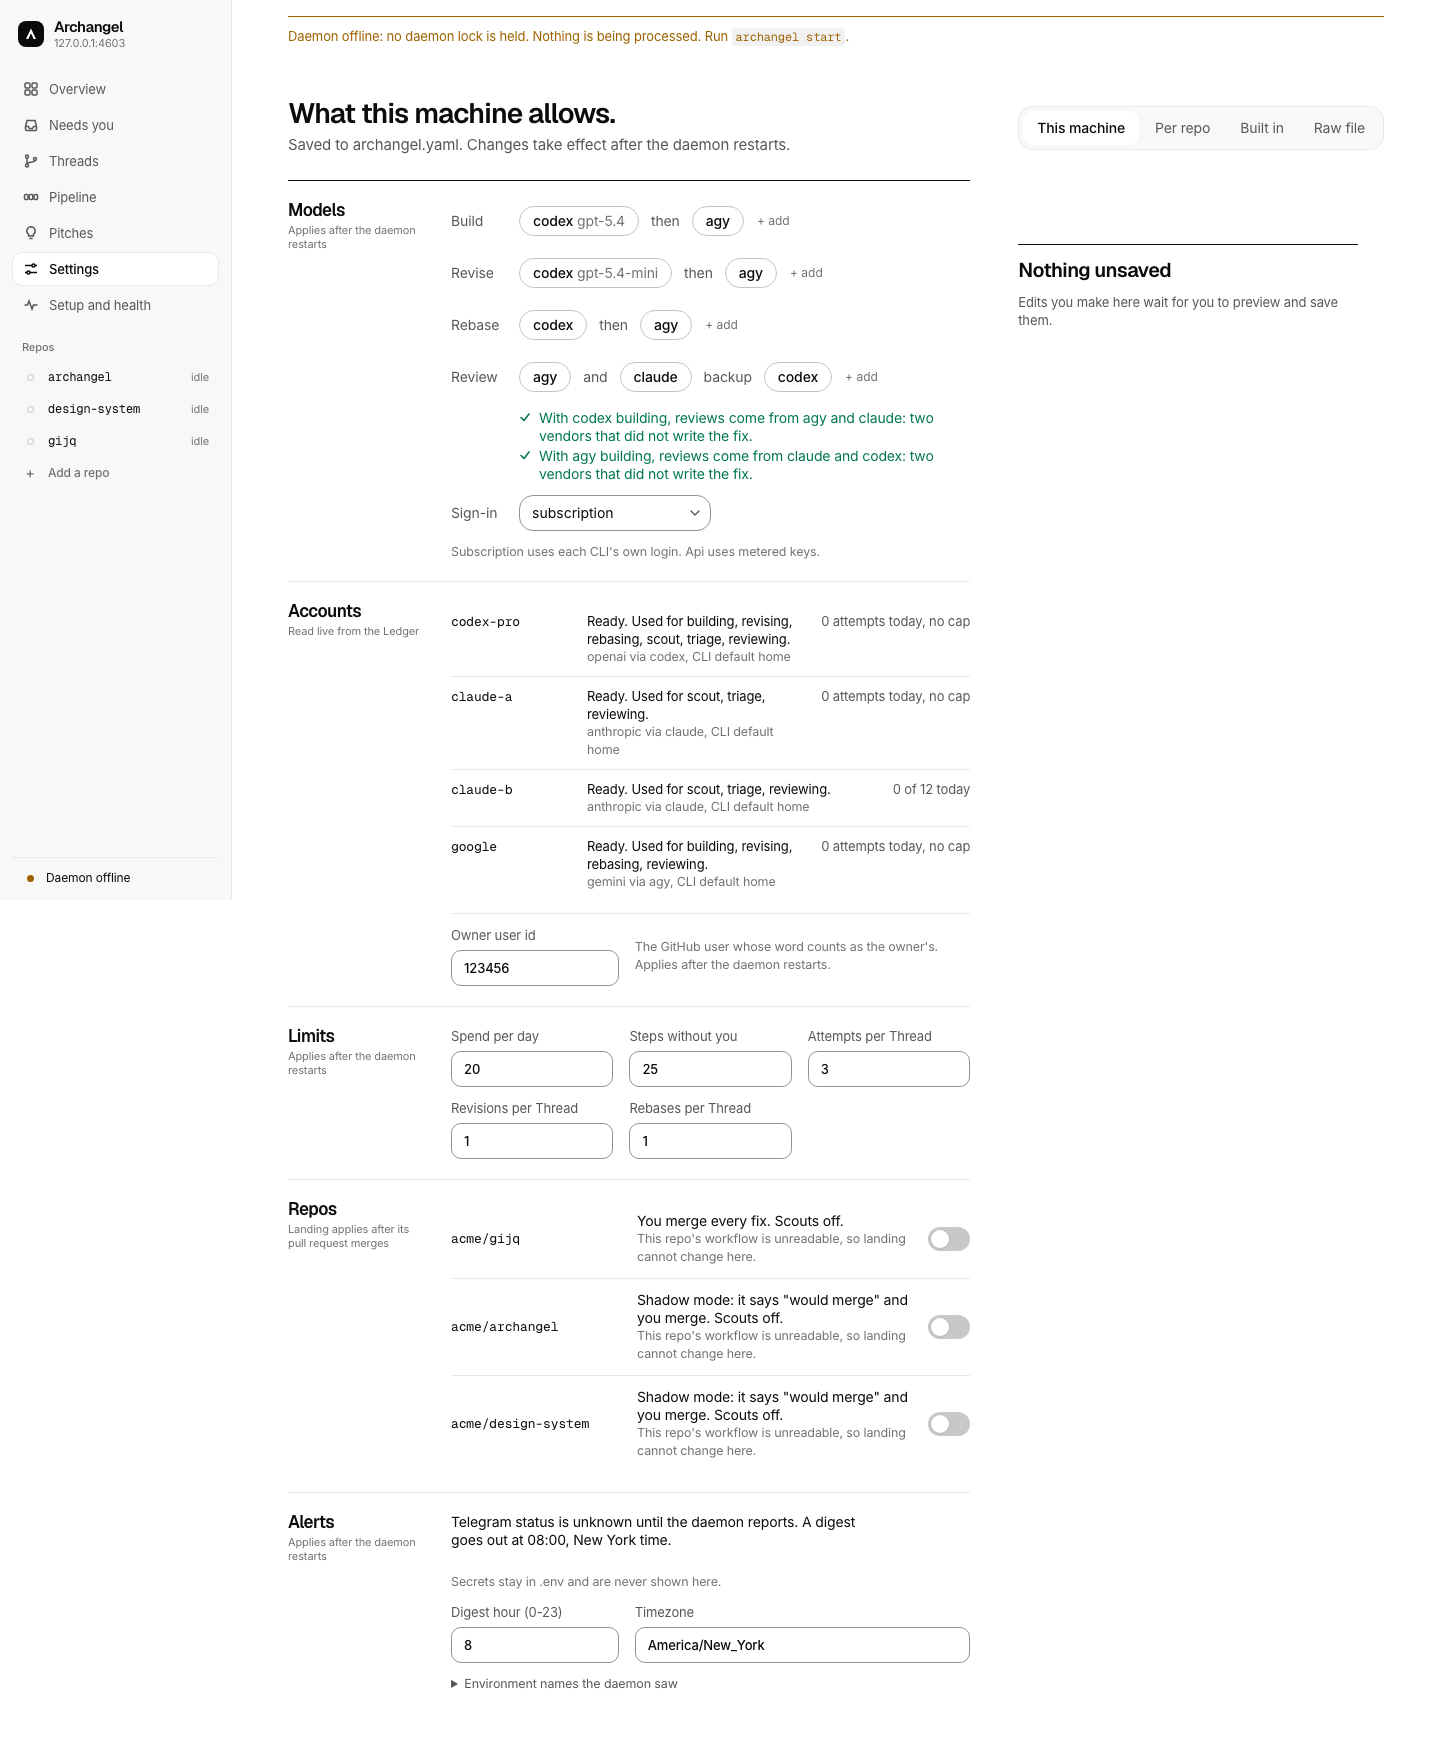 Archangel
127.0.0.1:4603
Overview
Needs you
Threads
Pipeline
Pitches
Settings
Setup and health
Repos
archangel idle
design-system idle
gijq idle
+ Add a repo
Daemon offline
Daemon offline: no daemon lock is held. Nothing is being processed. Run archangel start.
What this machine allows.
Saved to archangel.yaml. Changes take effect after the daemon restarts.
This machine Per repo Built in Raw file
Nothing unsaved
Edits you make here wait for you to preview and save
them.
Models
Applies after the daemon
restarts
Build codex gpt-5.4 then agy + add
Revise codex gpt-5.4-mini then agy + add
Rebase codex then agy + add
Review agy and claude backup codex + add
With codex building, reviews come from agy and claude: two
vendors that did not write the fix.
With agy building, reviews come from claude and codex: two
vendors that did not write the fix.
Sign-in subscription
Subscription uses each CLI's own login. Api uses metered keys.
Accounts
Read live from the Ledger
codex-pro Ready. Used for building, revising, 0 attempts today, no cap
rebasing, scout, triage, reviewing.
openai via codex, CLI default home
claude-a Ready. Used for scout, triage, 0 attempts today, no cap
reviewing.
anthropic via claude, CLI default
home
claude-b Ready. Used for scout, triage, reviewing. 0 of 12 today
anthropic via claude, CLI default home
google Ready. Used for building, revising, 0 attempts today, no cap
rebasing, reviewing.
gemini via agy, CLI default home
Owner user id
123456
The GitHub user whose word counts as the owner's.
Applies after the daemon restarts.
Limits
Applies after the daemon
restarts
Spend per day Steps without you Attempts per Thread
20 25 3
Revisions per Thread Rebases per Thread
1 1
Repos
Landing applies after its
pull request merges
acme/gijq
You merge every fix. Scouts off.
This repo's workflow is unreadable, so landing
cannot change here.
acme/archangel
Shadow mode: it says "would merge" and
you merge. Scouts off.
This repo's workflow is unreadable, so landing
cannot change here.
acme/design-system
Shadow mode: it says "would merge" and
you merge. Scouts off.
This repo's workflow is unreadable, so landing
cannot change here.
Alerts
Applies after the daemon
restarts
Telegram status is unknown until the daemon reports. A digest
goes out at 08:00, New York time.
Secrets stay in .env and are never shown here.
Digest hour (0-23) Timezone
8 America/New_York
Environment names the daemon saw